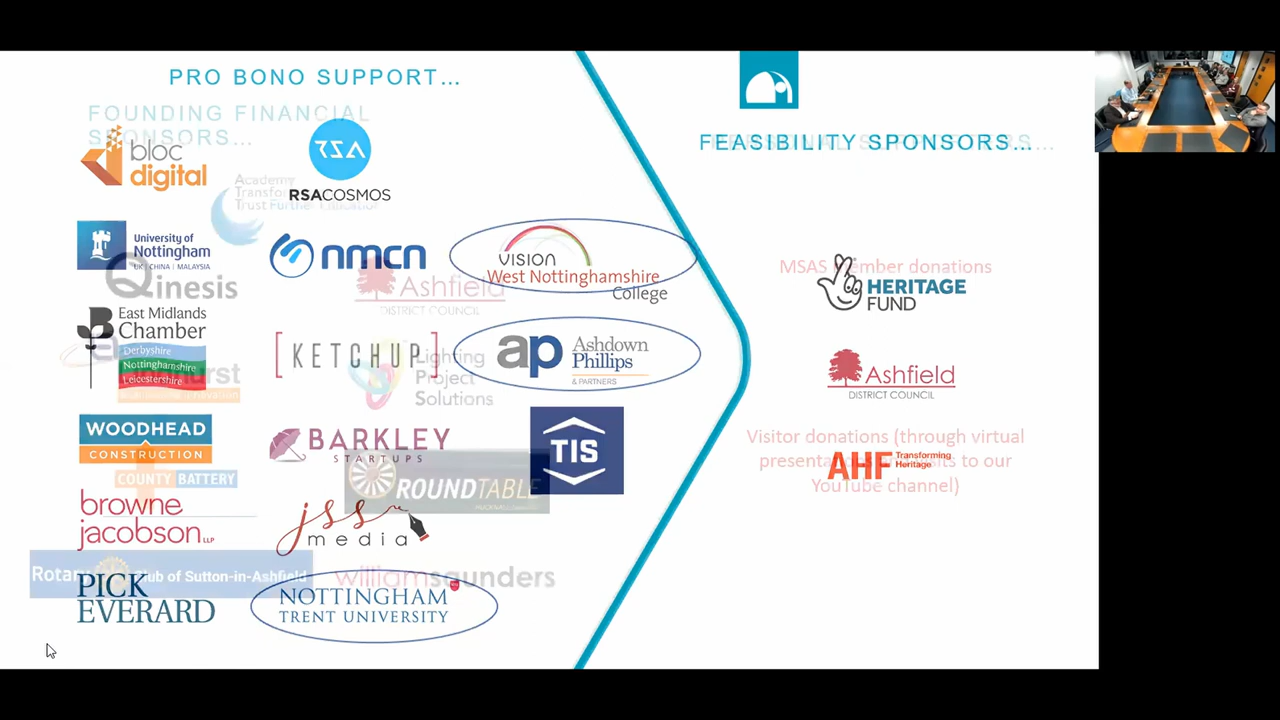 PRO BONO SUPPORT...
FOUNDING FINANCIAL
SPONSORS...
bloc
digital
RSA
RSACOSMOS
Academy
Transfor
Trust Further Education
University of
Nottingham
UK | CHINA | MALAYSIA
nmcn
VISION
West Nottinghamshire
College
Qinesis
Ashfield
DISTRICT COUNCIL
East Midlands
Chamber
Derbyshire
Nottinghamshire
Leicestershire
[KETCHUP]
Lighting
Project
Solutions
ap
Ashdown
Phillips
& PARTNERS
WOODHEAD
CONSTRUCTION
BARKLEY
STARTUPS
TIS
COUNTY BATTERY
ROUNDTABLE
browne
jacobson LLP
jss
media
Rotary
Club of Sutton-in-Ashfield
williamsaunders
PICK
EVERARD
NOTTINGHAM
TRENT UNIVERSITY
FEASIBILITY SPONSORS...
MSAS member donations
HERITAGE
FUND
Ashfield
DISTRICT COUNCIL
Visitor donations (through virtual
to our
YouTube channel)
AHF Transforming
Heritage